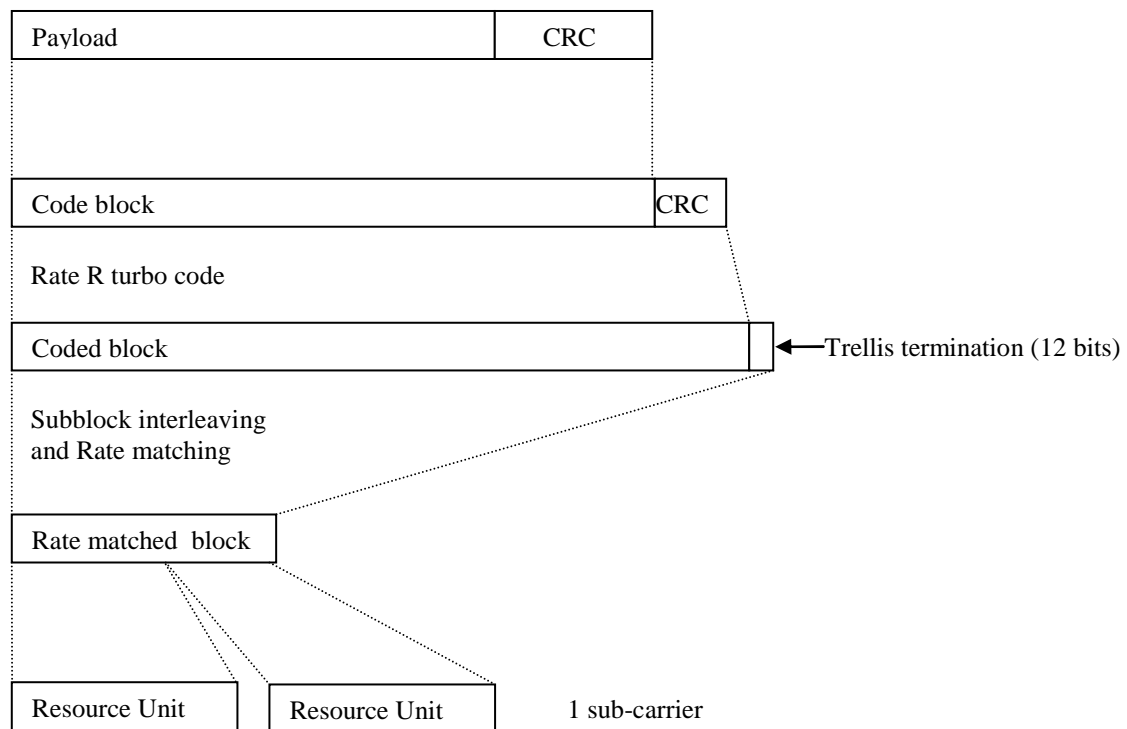 Payload CRC
Code block CRC
Rate R turbo code
Coded block
Trellis termination (12 bits)
Subblock interleaving
and Rate matching
Rate matched block
Resource Unit Resource Unit 1 sub-carrier